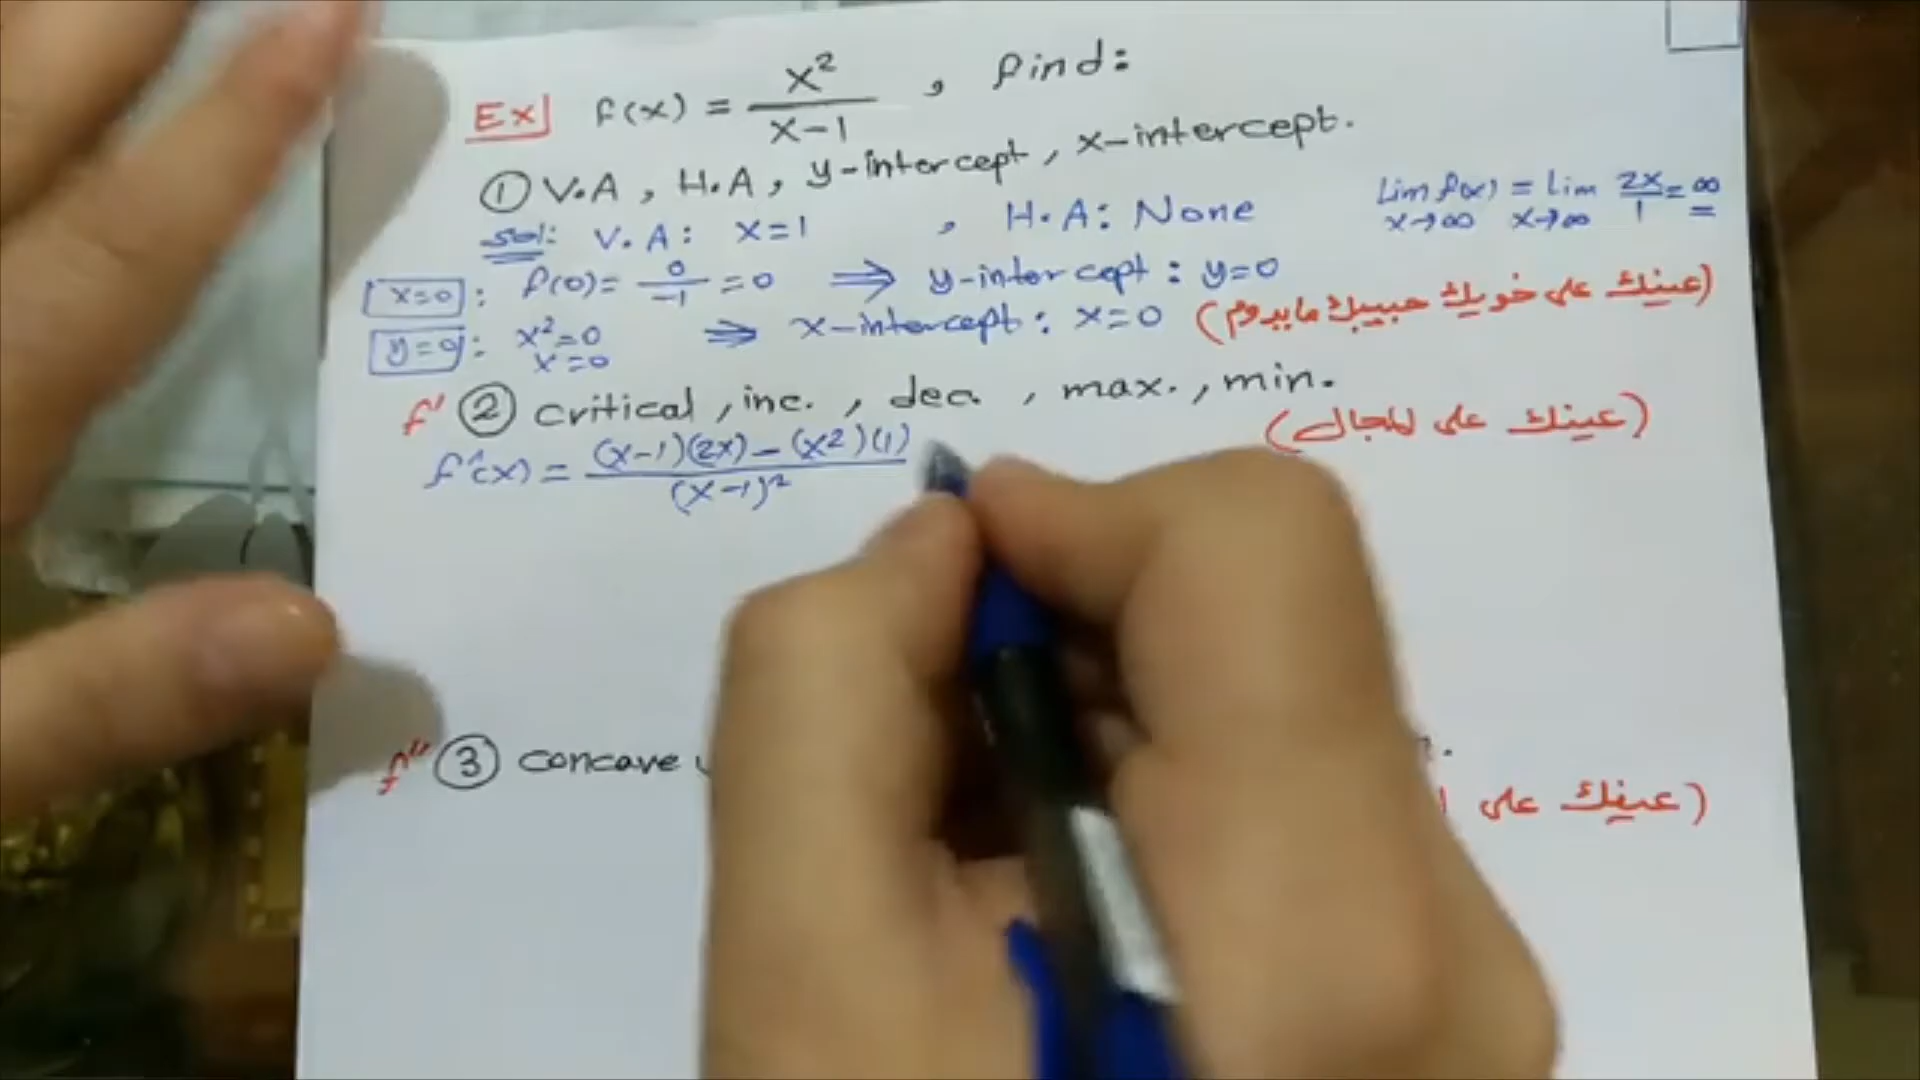 Ex f(x) = x²/(x-1) , find:
① V.A , H.A , y-intercept , x-intercept.
sol: V.A: x=1 , H.A: None
Lim f(x) = Lim 2x/1 = ∞
x→∞ x→∞
x=0 : f(0) = 0/-1 = 0 ⇒ y-intercept : y=0
y=0 : x²=0 ⇒ x-intercept : x=0 (عينك على خويك حبيبك مابدوم)
x=0
f' ② critical , inc. , dec. , max. , min.
(عينك على المجال)
f'(x) = ((x-1)(2x) - (x²)(1))/(x-1)²
f'' ③ concave
(عينك على